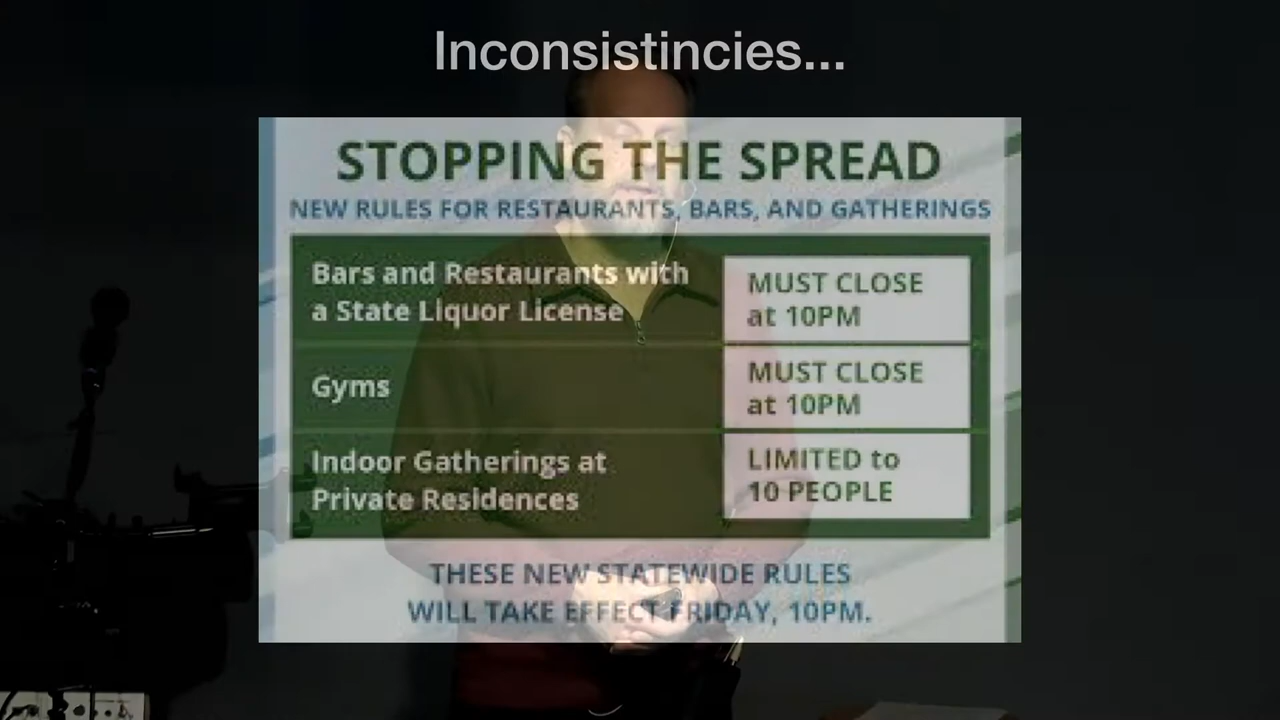 Inconsistincies...
STOPPING THE SPREAD
NEW RULES FOR RESTAURANTS, BARS, AND GATHERINGS
Bars and Restaurants with
a State Liquor License
MUST CLOSE
at 10PM
Gyms
MUST CLOSE
at 10PM
Indoor Gatherings at
Private Residences
LIMITED to
10 PEOPLE
THESE NEW STATEWIDE RULES
WILL TAKE EFFECT FRIDAY, 10PM.